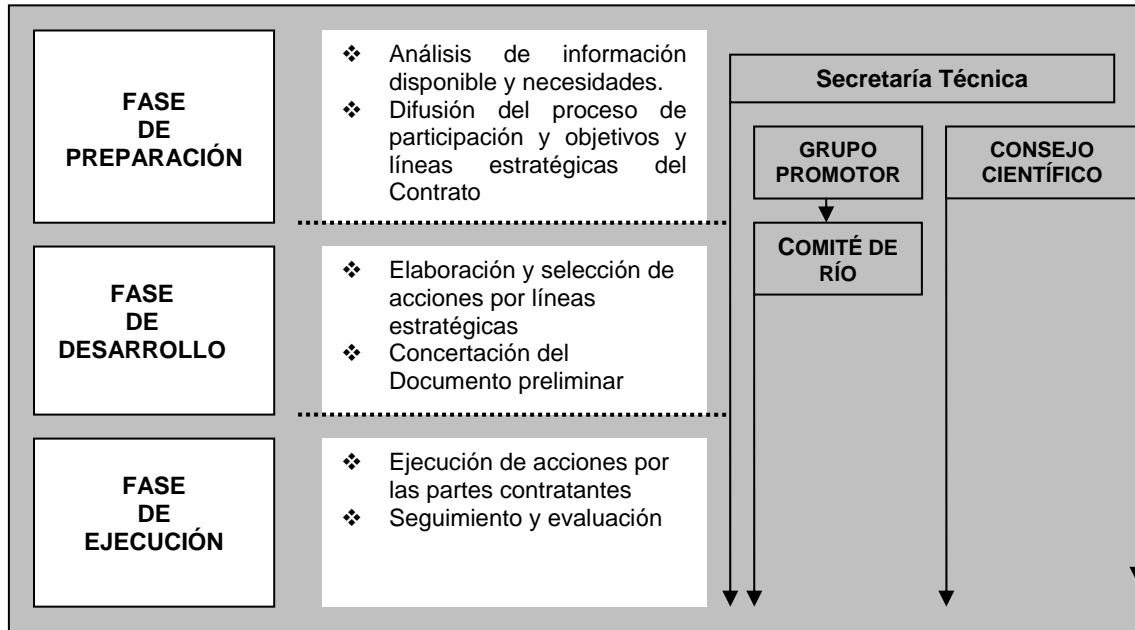 FASE
DE
PREPARACIÓN
❖ Análisis de información
disponible y necesidades.
❖ Difusión del proceso de
participación y objetivos y
líneas estratégicas del
Contrato
Secretaría Técnica
GRUPO
PROMOTOR
CONSEJO
CIENTÍFICO
COMITÉ DE
RÍO
FASE
DE
DESARROLLO
❖ Elaboración y selección de
acciones por líneas
estratégicas
❖ Concertación del
Documento preliminar
FASE
DE
EJECUCIÓN
❖ Ejecución de acciones por
las partes contratantes
❖ Seguimiento y evaluación